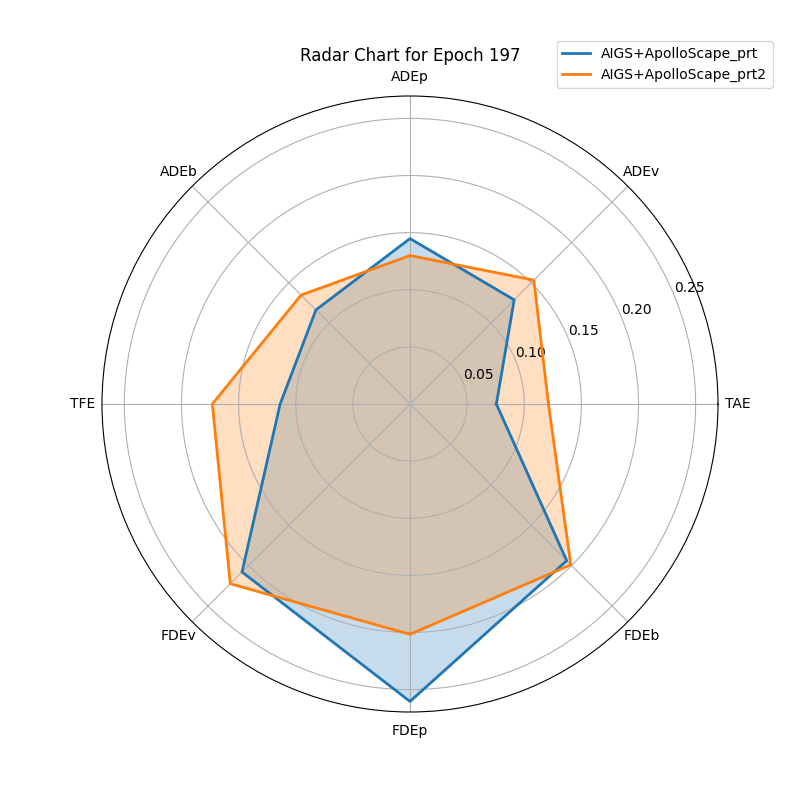 Radar Chart for Epoch 197
AIGS+ApolloScape_prt
AIGS+ApolloScape_prt2
ADEp
ADEb
ADEv
0.25
0.20
0.15
0.10
0.05
TFE
TAE
FDEv
FDEb
FDEp